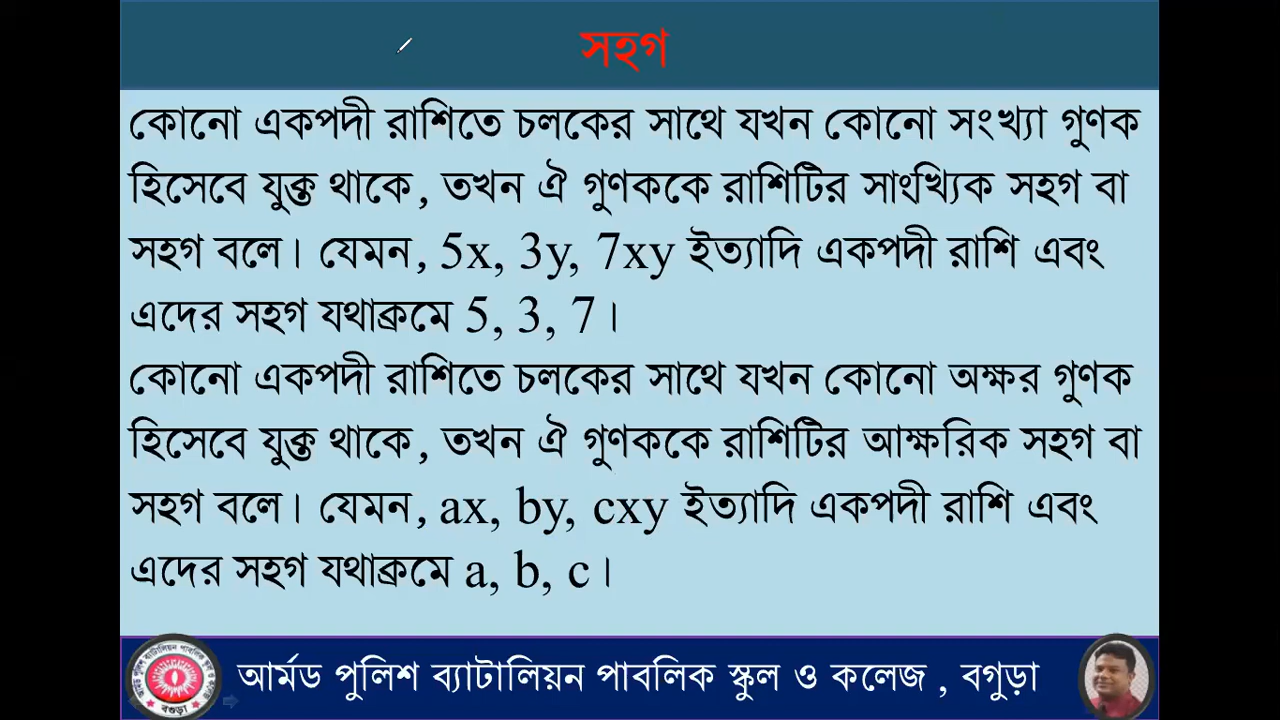 সহগ
কোনো একপদী রাশিতে চলকের সাথে যখন কোনো সংখ্যা গুণক
হিসেবে যুক্ত থাকে, তখন ঐ গুণককে রাশিটির সাংখ্যিক সহগ বা
সহগ বলে। যেমন, 5x, 3y, 7xy ইত্যাদি একপদী রাশি এবং
এদের সহগ যথাক্রমে 5, 3, 7।
কোনো একপদী রাশিতে চলকের সাথে যখন কোনো অক্ষর গুণক
হিসেবে যুক্ত থাকে, তখন ঐ গুণককে রাশিটির আক্ষরিক সহগ বা
সহগ বলে। যেমন, ax, by, cxy ইত্যাদি একপদী রাশি এবং
এদের সহগ যথাক্রমে a, b, c।
আর্মড পুলিশ ব্যাটালিয়ন পাবলিক স্কুল ও কলেজ , বগুড়া
বগুড়া